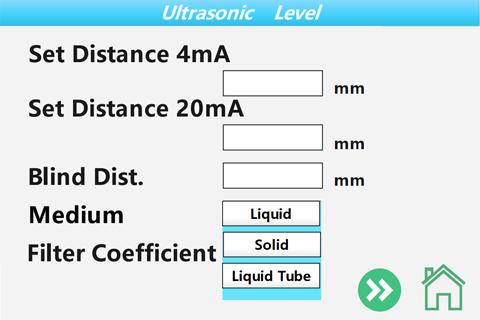 Ultrasonic Level
Set Distance 4mA
mm
Set Distance 20mA
mm
Blind Dist.
mm
Medium
Liquid
Solid
Filter Coefficient
Liquid Tube